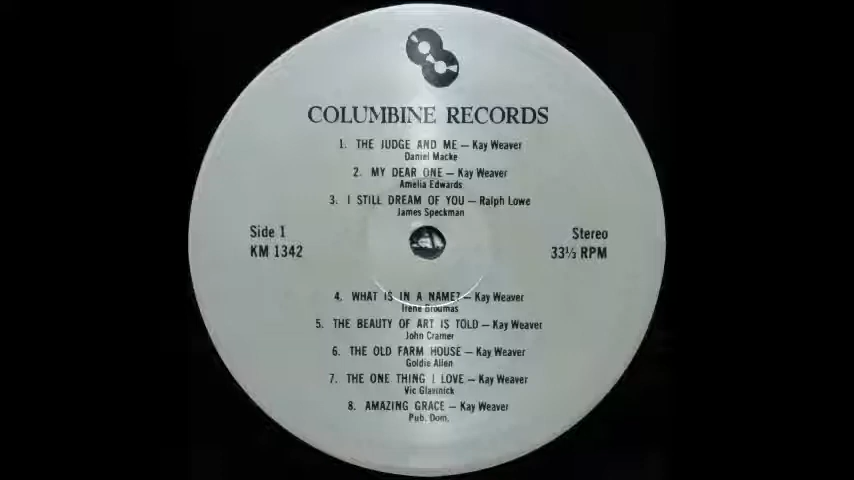 COLUMBINE RECORDS
1. THE JUDGE AND ME — Kay Weaver
Daniel Macke
2. MY DEAR ONE — Kay Weaver
Amelia Edwards
3. I STILL DREAM OF YOU — Ralph Lowe
James Speckman
Side 1
KM 1342
Stereo
33⅓ RPM
4. WHAT IS IN A NAME? — Kay Weaver
Irene Broumas
5. THE BEAUTY OF ART IS TOLD — Kay Weaver
John Cramer
6. THE OLD FARM HOUSE — Kay Weaver
Goldie Allen
7. THE ONE THING I LOVE — Kay Weaver
Vic Glavinick
8. AMAZING GRACE — Kay Weaver
Pub. Dom.